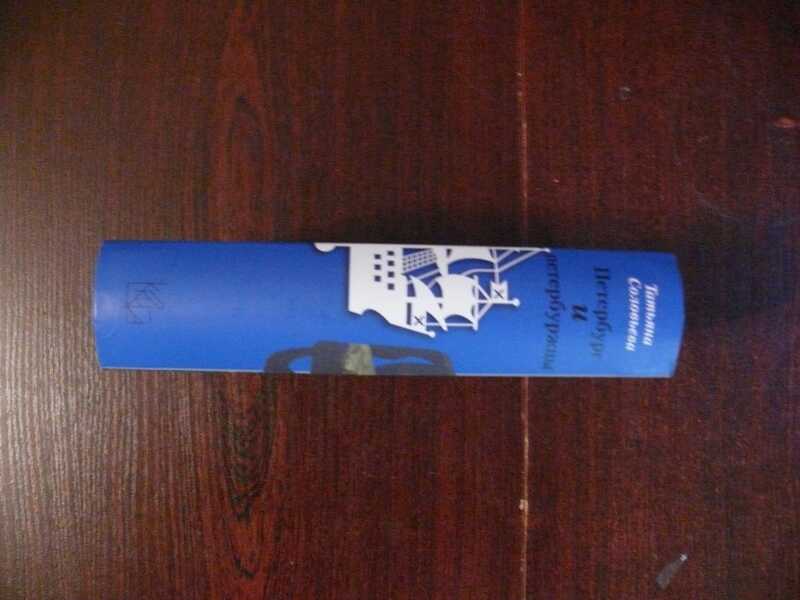 Татьяна
Соловьева
Петербург
и
петербуржцы